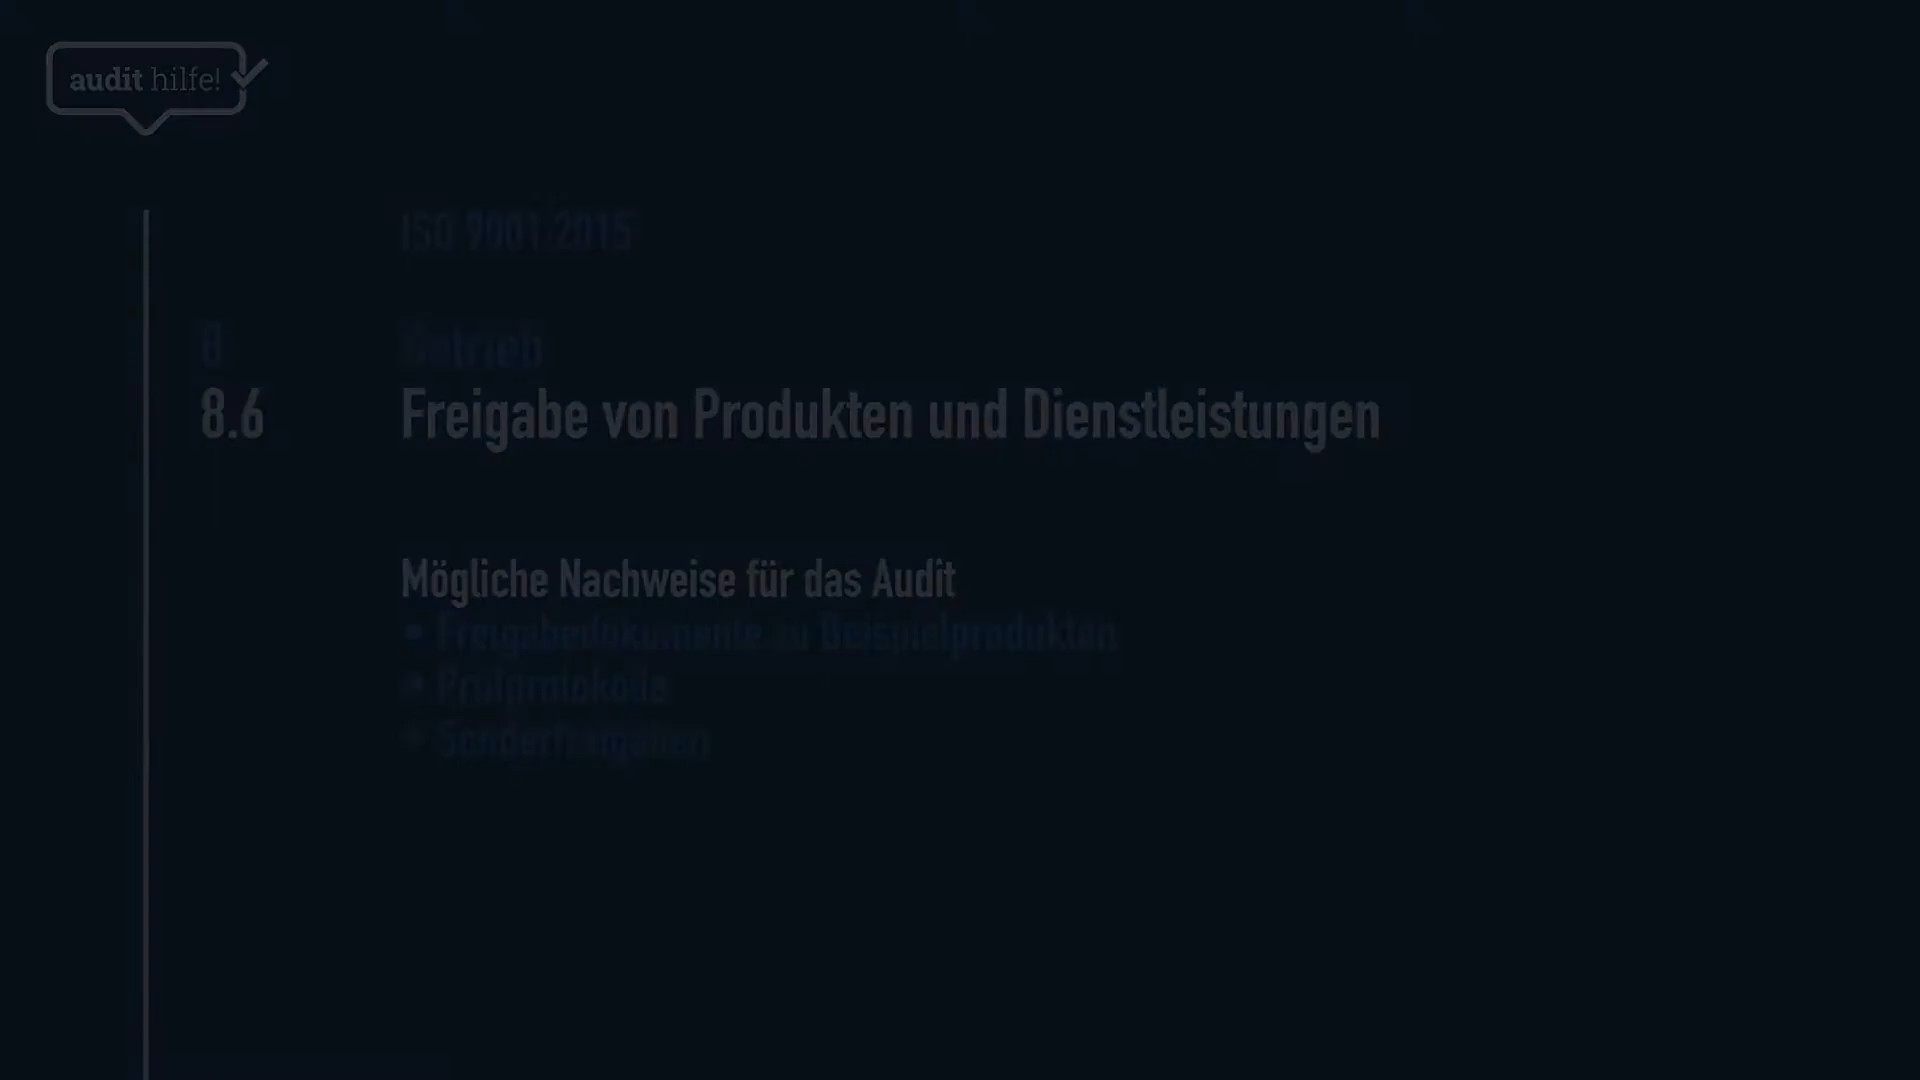 audit hilfe!
ISO 9001:2015
8 Betrieb
8.6 Freigabe von Produkten und Dienstleistungen
Mögliche Nachweise für das Audit
• Freigabedokumente zu Beispielprodukten
• Prüfprotokolle
• Sonderfreigaben